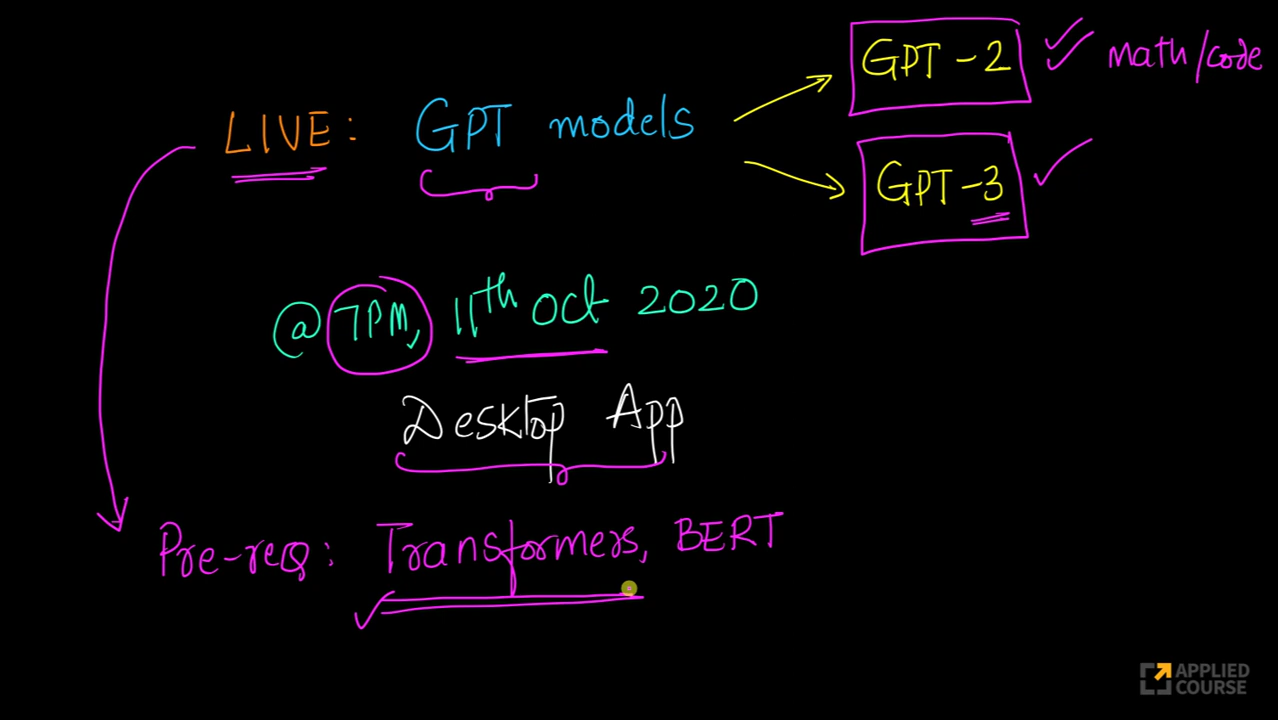 GPT-2 math/code
LIVE: GPT models
GPT-3
@ 7PM, 11th Oct 2020
Desktop App
Pre-req: Transformers, BERT
APPLIED
COURSE